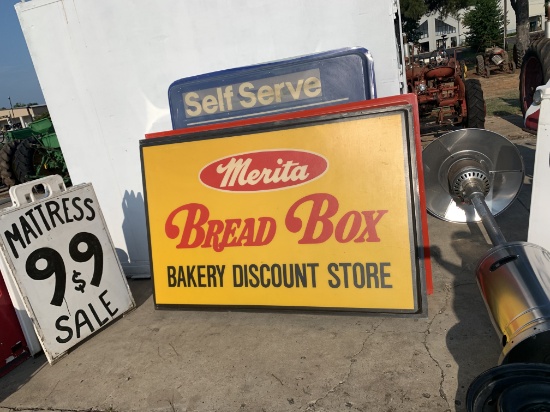 Self Serve
Merita
BREAD BOX
BAKERY DISCOUNT STORE
MATTRESS
99
$
SALE